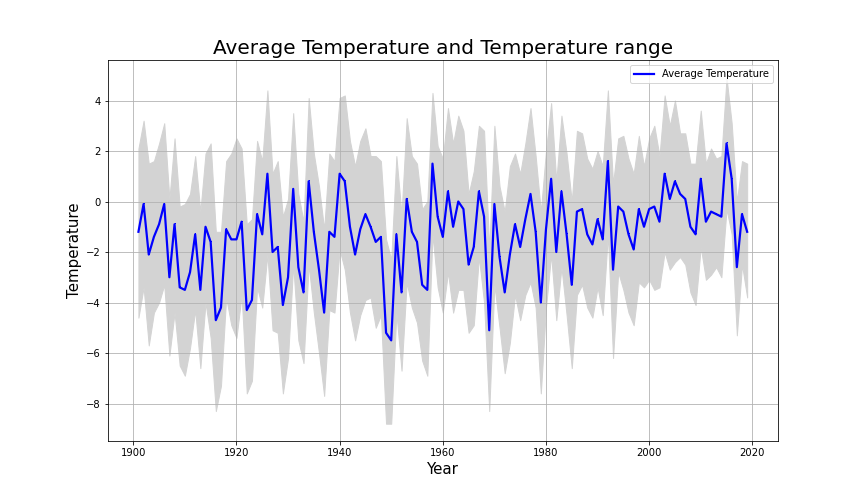 Average Temperature and Temperature range
Average Temperature
4
2
0
−2
−4
−6
−8
Temperature
1900 1920 1940 1960 1980 2000 2020
Year